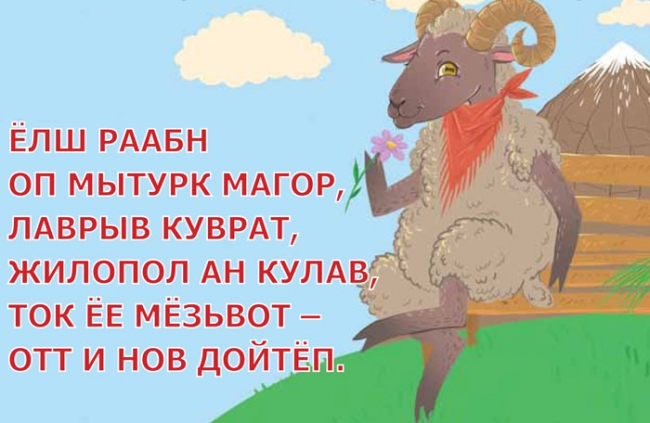 ЁЛШ РААБН
ОП МЫТУРК МАГОР,
ЛАВРЫВ КУВРАТ,
ЖИЛОПОЛ АН КУЛАВ,
ТОК ЁЕ МЁЗЬВОТ –
ОТТ И НОВ ДОЙТЁП.